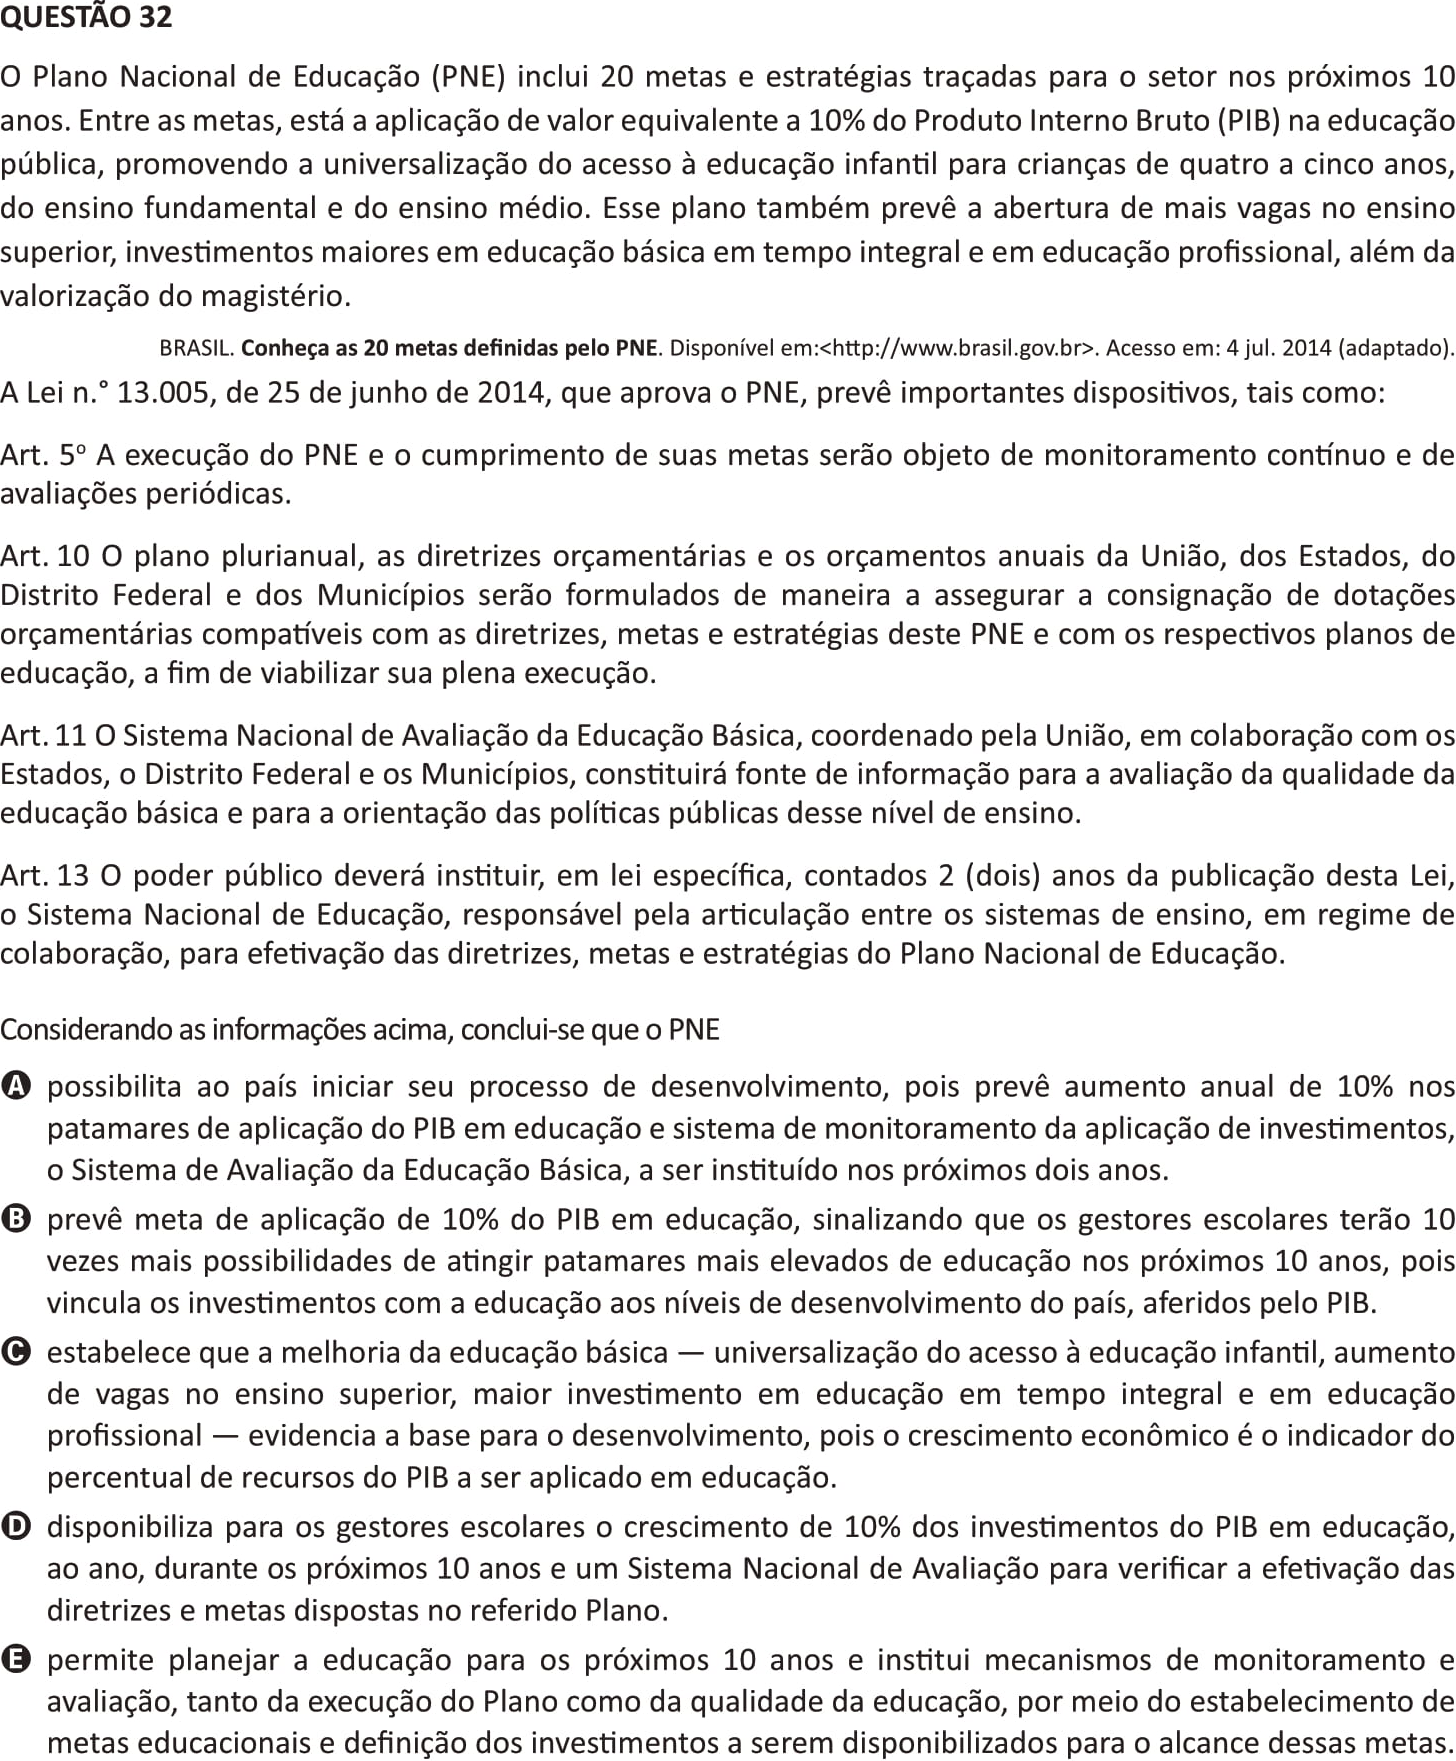 QUESTÃO 32
O Plano Nacional de Educação (PNE) inclui 20 metas e estratégias traçadas para o setor nos próximos 10
anos. Entre as metas, está a aplicação de valor equivalente a 10% do Produto Interno Bruto (PIB) na educação
pública, promovendo a universalização do acesso à educação infantil para crianças de quatro a cinco anos,
do ensino fundamental e do ensino médio. Esse plano também prevê a abertura de mais vagas no ensino
superior, investimentos maiores em educação básica em tempo integral e em educação profissional, além da
valorização do magistério.
BRASIL. Conheça as 20 metas definidas pelo PNE. Disponível em:<http://www.brasil.gov.br>. Acesso em: 4 jul. 2014 (adaptado).
A Lei n.° 13.005, de 25 de junho de 2014, que aprova o PNE, prevê importantes dispositivos, tais como:
Art. 5º A execução do PNE e o cumprimento de suas metas serão objeto de monitoramento contínuo e de
avaliações periódicas.
Art. 10 O plano plurianual, as diretrizes orçamentárias e os orçamentos anuais da União, dos Estados, do
Distrito Federal e dos Municípios serão formulados de maneira a assegurar a consignação de dotações
orçamentárias compatíveis com as diretrizes, metas e estratégias deste PNE e com os respectivos planos de
educação, a fim de viabilizar sua plena execução.
Art. 11 O Sistema Nacional de Avaliação da Educação Básica, coordenado pela União, em colaboração com os
Estados, o Distrito Federal e os Municípios, constituirá fonte de informação para a avaliação da qualidade da
educação básica e para a orientação das políticas públicas desse nível de ensino.
Art. 13 O poder público deverá instituir, em lei específica, contados 2 (dois) anos da publicação desta Lei,
o Sistema Nacional de Educação, responsável pela articulação entre os sistemas de ensino, em regime de
colaboração, para efetivação das diretrizes, metas e estratégias do Plano Nacional de Educação.
Considerando as informações acima, conclui-se que o PNE
A possibilita ao país iniciar seu processo de desenvolvimento, pois prevê aumento anual de 10% nos
patamares de aplicação do PIB em educação e sistema de monitoramento da aplicação de investimentos,
o Sistema de Avaliação da Educação Básica, a ser instituído nos próximos dois anos.
B prevê meta de aplicação de 10% do PIB em educação, sinalizando que os gestores escolares terão 10
vezes mais possibilidades de atingir patamares mais elevados de educação nos próximos 10 anos, pois
vincula os investimentos com a educação aos níveis de desenvolvimento do país, aferidos pelo PIB.
C estabelece que a melhoria da educação básica — universalização do acesso à educação infantil, aumento
de vagas no ensino superior, maior investimento em educação em tempo integral e em educação
profissional — evidencia a base para o desenvolvimento, pois o crescimento econômico é o indicador do
percentual de recursos do PIB a ser aplicado em educação.
D disponibiliza para os gestores escolares o crescimento de 10% dos investimentos do PIB em educação,
ao ano, durante os próximos 10 anos e um Sistema Nacional de Avaliação para verificar a efetivação das
diretrizes e metas dispostas no referido Plano.
E permite planejar a educação para os próximos 10 anos e institui mecanismos de monitoramento e
avaliação, tanto da execução do Plano como da qualidade da educação, por meio do estabelecimento de
metas educacionais e definição dos investimentos a serem disponibilizados para o alcance dessas metas.